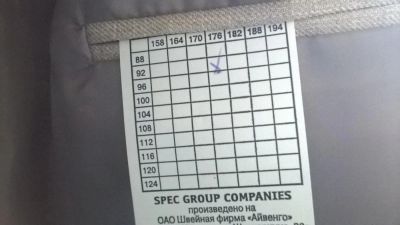 158 164 170 176 182 188 194
88
92
96
100
104
108
112
116
120
124
SPEC GROUP COMPANIES
произведено на
ОАО Швейная фирма «Айвенго»